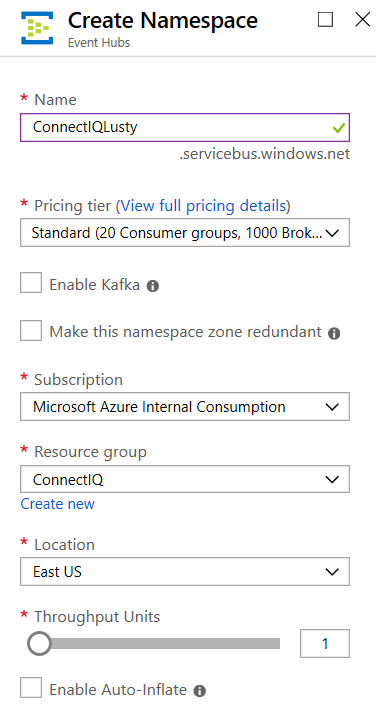 Create Namespace
Event Hubs
* Name
ConnectIQLusty
.servicebus.windows.net
* Pricing tier (View full pricing details)
Standard (20 Consumer groups, 1000 Brok...
Enable Kafka
Make this namespace zone redundant
* Subscription
Microsoft Azure Internal Consumption
* Resource group
ConnectIQ
Create new
* Location
East US
* Throughput Units
1
Enable Auto-Inflate